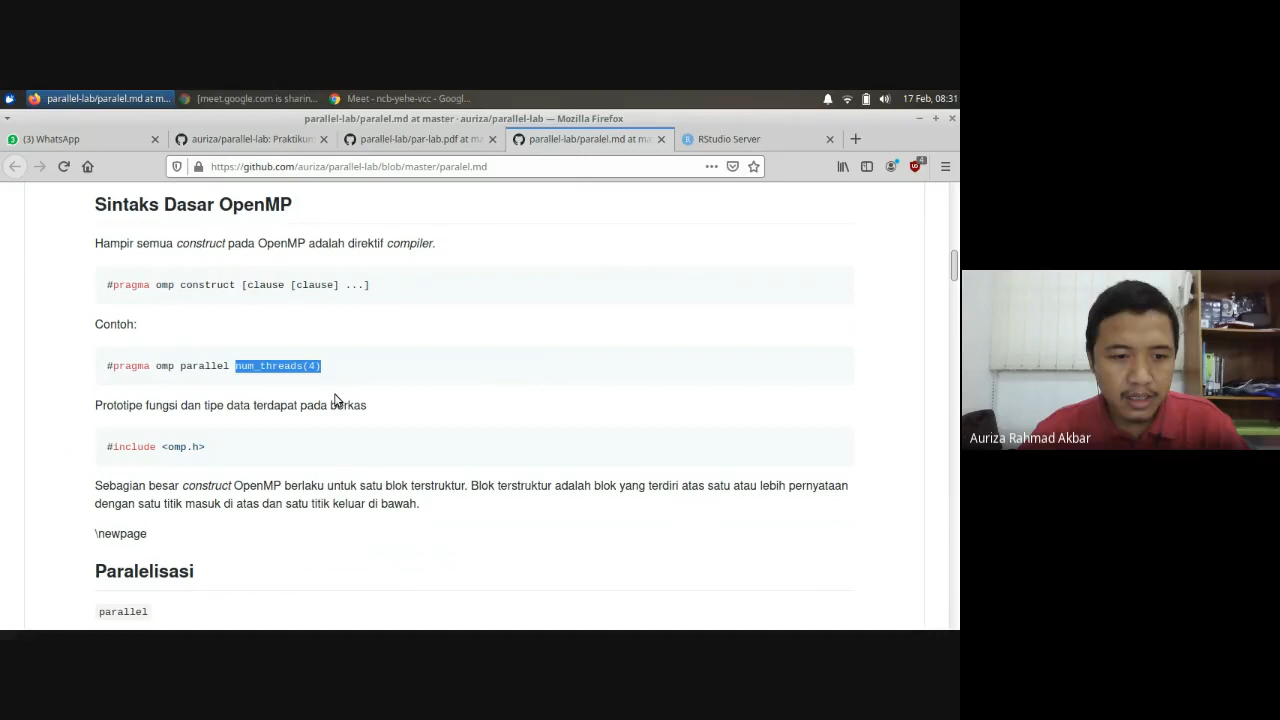 parallel-lab/paralel.md at m...
[meet.google.com is sharin...
Meet - ncb-yehe-vcc - Googl...
17 Feb, 08:31
parallel-lab/paralel.md at master · auriza/parallel-lab — Mozilla Firefox
(3) WhatsApp
auriza/parallel-lab: Praktikum
parallel-lab/par-lab.pdf at ma
parallel-lab/paralel.md at ma
RStudio Server
https://github.com/auriza/parallel-lab/blob/master/paralel.md
4
Sintaks Dasar OpenMP
Hampir semua construct pada OpenMP adalah direktif compiler.
#pragma omp construct [clause [clause] ...]
Contoh:
#pragma omp parallel num_threads(4)
Prototipe fungsi dan tipe data terdapat pada berkas
#include <omp.h>
Sebagian besar construct OpenMP berlaku untuk satu blok terstruktur. Blok terstruktur adalah blok yang terdiri atas satu atau lebih pernyataan
dengan satu titik masuk di atas dan satu titik keluar di bawah.
\newpage
Paralelisasi
parallel
Auriza Rahmad Akbar